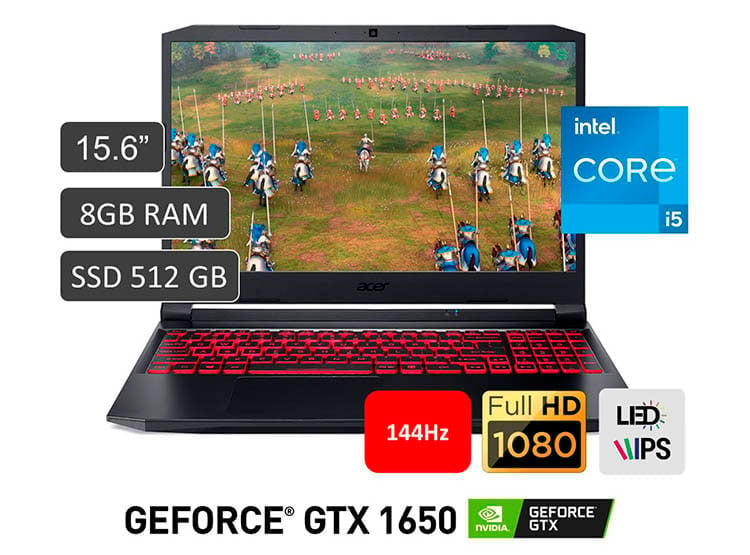 15.6”
8GB RAM
SSD 512 GB
intel.
CORE™
i5
acer
144Hz
Full HD
1080
LED
IPS
GEFORCE® GTX 1650
NVIDIA.
GEFORCE®
GTX